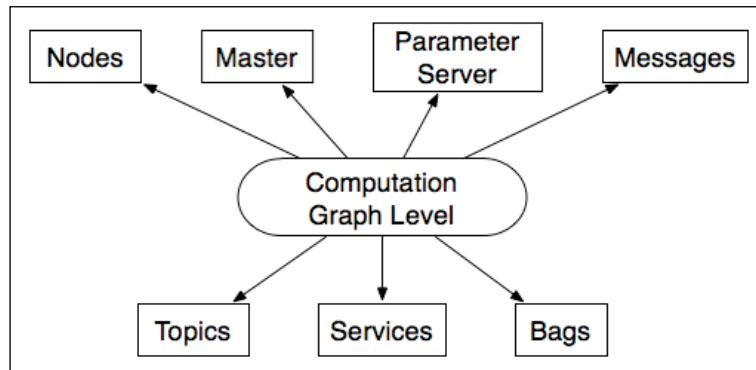 Nodes
Master
Parameter
Server
Messages
Computation
Graph Level
Topics
Services
Bags